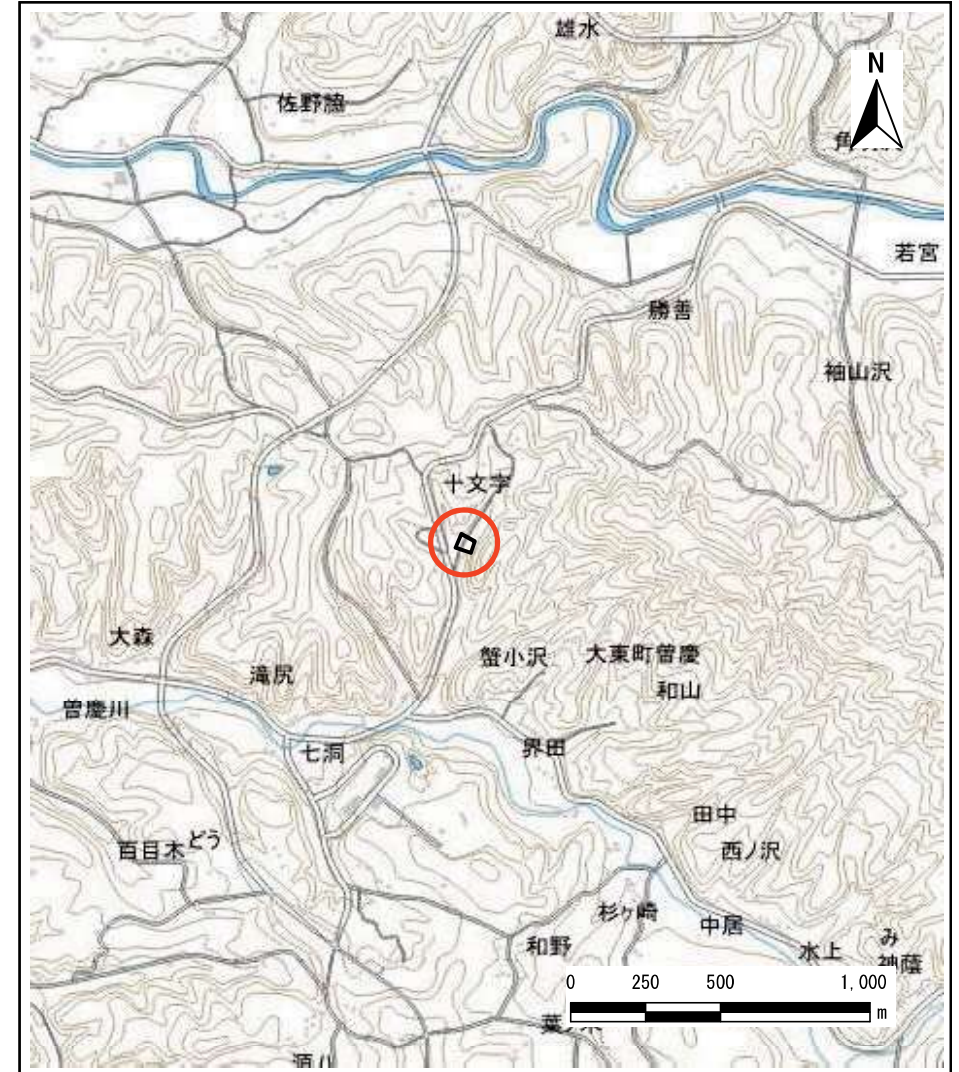 雄水
N
佐野脇
若宮
勝善
袖山沢
十文字
大森
蟹小沢
大東町曽慶
滝尻
和山
曽慶川
七洞
界田
田中
百目木
どう
西ノ沢
杉ヶ崎
中居
和野
水上
み
神蔭
0 250 500 1,000
m